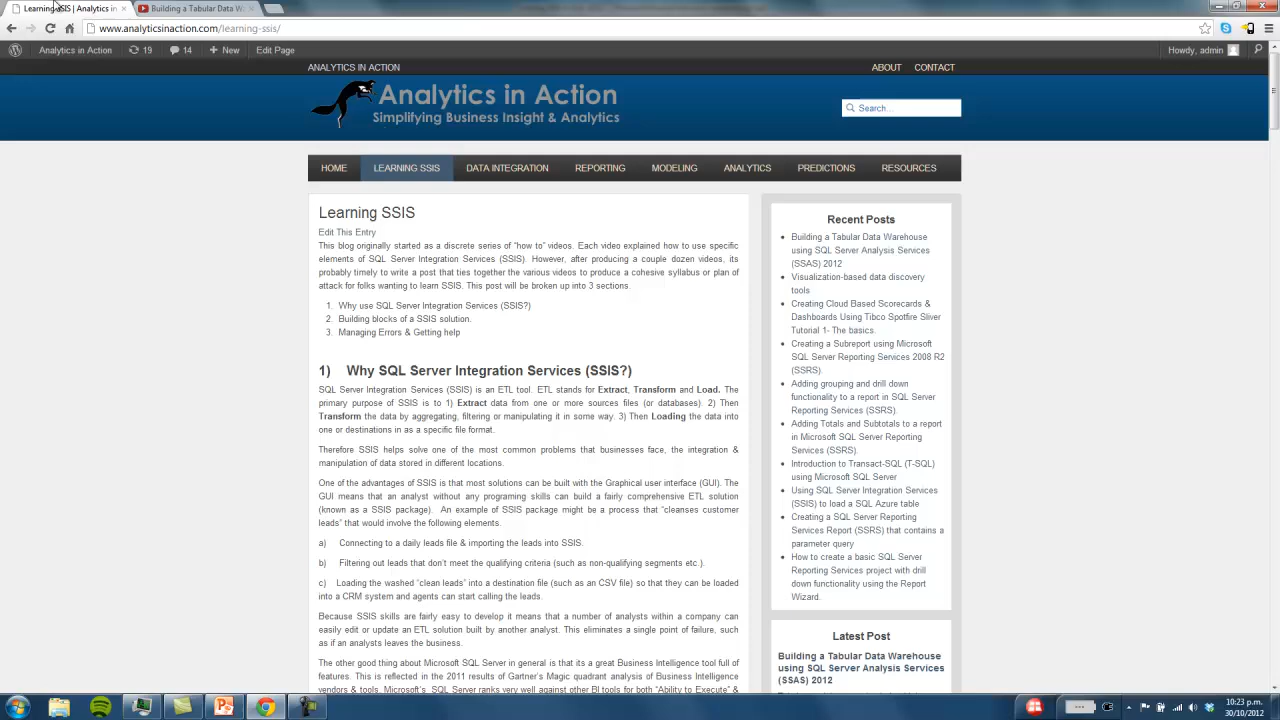 Learning SSIS | Analytics in
Building a Tabular Data W
www.analyticsinaction.com/learning-ssis/
Analytics in Action 19 14 + New Edit Page Howdy, admin
ANALYTICS IN ACTION ABOUT CONTACT
Analytics in Action
Simplifying Business Insight & Analytics
Search...
HOME LEARNING SSIS DATA INTEGRATION REPORTING MODELING ANALYTICS PREDICTIONS RESOURCES
Learning SSIS
Edit This Entry
This blog originally started as a discrete series of "how to" videos. Each video explained how to use specific
elements of SQL Server Integration Services (SSIS). However, after producing a couple dozen videos, its
probably timely to write a post that ties together the various videos to produce a cohesive syllabus or plan of
attack for folks wanting to learn SSIS. This post will be broken up into 3 sections.
1. Why use SQL Server Integration Services (SSIS?)
2. Building blocks of a SSIS solution.
3. Managing Errors & Getting help
1) Why SQL Server Integration Services (SSIS?)
SQL Server Integration Services (SSIS) is an ETL tool. ETL stands for Extract, Transform and Load. The
primary purpose of SSIS is to 1) Extract data from one or more sources files (or databases). 2) Then
Transform the data by aggregating, filtering or manipulating it in some way. 3) Then Loading the data into
one or destinations in as a specific file format.
Therefore SSIS helps solve one of the most common problems that businesses face, the integration &
manipulation of data stored in different locations.
One of the advantages of SSIS is that most solutions can be built with the Graphical user interface (GUI). The
GUI means that an analyst without any programing skills can build a fairly comprehensive ETL solution
(known as a SSIS package). An example of SSIS package might be a process that "cleanses customer
leads" that would involve the following elements.
a) Connecting to a daily leads file & importing the leads into SSIS.
b) Filtering out leads that don't meet the qualifying criteria (such as non-qualifying segments etc.).
c) Loading the washed "clean leads" into a destination file (such as an CSV file) so that they can be loaded
into a CRM system and agents can start calling the leads.
Because SSIS skills are fairly easy to develop it means that a number of analysts within a company can
easily edit or update an ETL solution built by another analyst. This eliminates a single point of failure, such
as if an analysts leaves the business.
The other good thing about Microsoft SQL Server in general is that its a great Business Intelligence tool full of
features. This is reflected in the 2011 results of Gartner's Magic quadrant analysis of Business Intelligence
vendors & tools. Microsoft's SQL Server ranks very well against other BI tools for both "Ability to Execute" &
Recent Posts
Building a Tabular Data Warehouse
using SQL Server Analysis Services
(SSAS) 2012
Visualization-based data discovery
tools
Creating Cloud Based Scorecards &
Dashboards Using Tibco Spotfire Sliver
Tutorial 1- The basics.
Creating a Subreport using Microsoft
SQL Server Reporting Services 2008 R2
(SSRS).
Adding grouping and drill down
functionality to a report in SQL Server
Reporting Services (SSRS).
Adding Totals and Subtotals to a report
in Microsoft SQL Server Reporting
Services (SSRS).
Introduction to Transact-SQL (T-SQL)
using Microsoft SQL Server
Using SQL Server Integration Services
(SSIS) to load a SQL Azure table
Creating a SQL Server Reporting
Services Report (SSRS) that contains a
parameter query
How to create a basic SQL Server
Reporting Services project with drill
down functionality using the Report
Wizard.
Latest Post
Building a Tabular Data Warehouse
using SQL Server Analysis Services
(SSAS) 2012
10:23 p.m.
30/10/2012